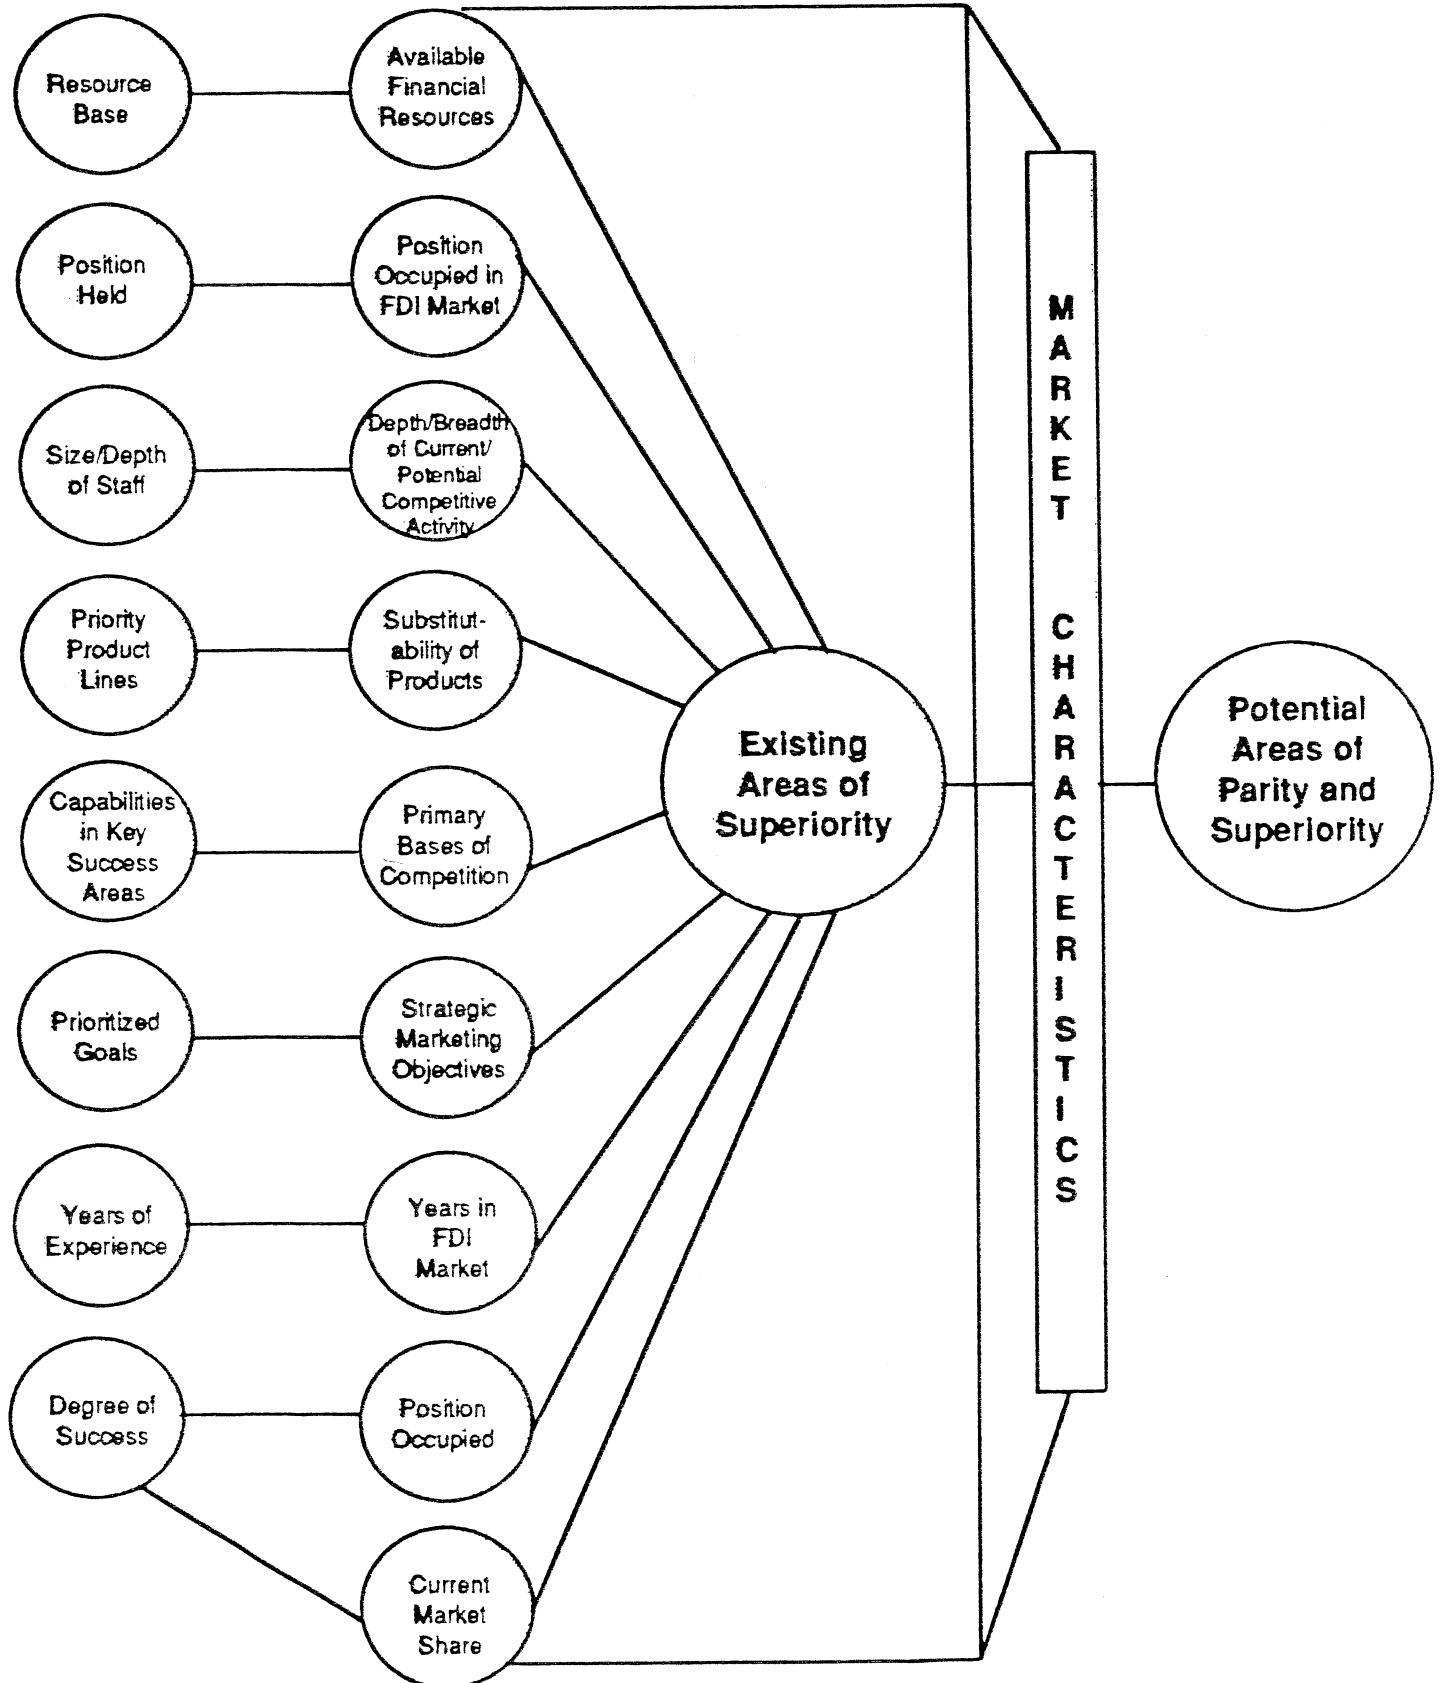 Resource
Base
Available
Financial
Resources
Position
Held
Position
Occupied in
FDI Market
Size/Depth
of Staff
Depth/Breadth
of Current/
Potential
Competitive
Activity
Priority
Product
Lines
Substitut-
ability of
Products
Capabilities
in Key
Success
Areas
Primary
Bases of
Competition
Prioritized
Goals
Strategic
Marketing
Objectives
Years of
Experience
Years in
FDI
Market
Degree of
Success
Position
Occupied
Current
Market
Share
Existing
Areas of
Superiority
MARKET CHARACTERISTICS
Potential
Areas of
Parity and
Superiority